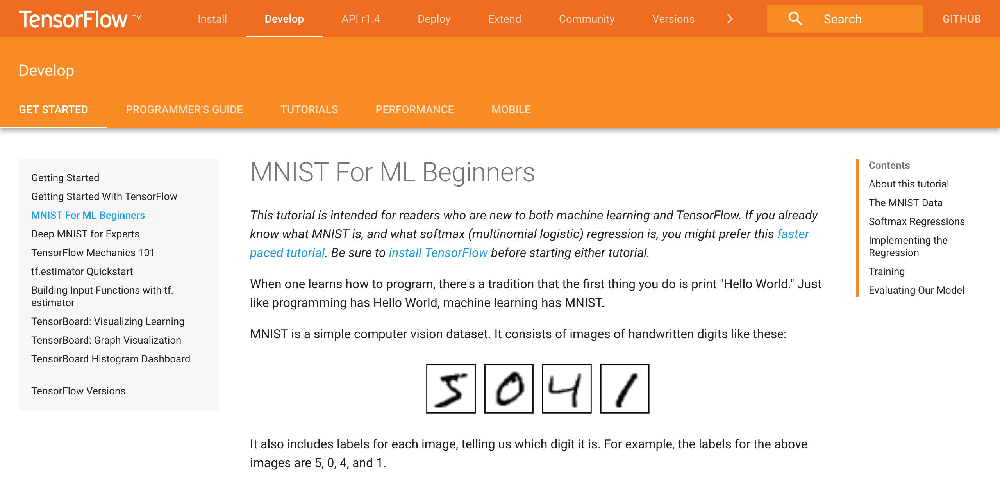 TensorFlow ™
Install
Develop
API r1.4
Deploy
Extend
Community
Versions
Search
GITHUB
Develop
GET STARTED
PROGRAMMER'S GUIDE
TUTORIALS
PERFORMANCE
MOBILE
Getting Started
Getting Started With TensorFlow
MNIST For ML Beginners
Deep MNIST for Experts
TensorFlow Mechanics 101
tf.estimator Quickstart
Building Input Functions with tf.
estimator
TensorBoard: Visualizing Learning
TensorBoard: Graph Visualization
TensorBoard Histogram Dashboard
TensorFlow Versions
MNIST For ML Beginners
This tutorial is intended for readers who are new to both machine learning and TensorFlow. If you already
know what MNIST is, and what softmax (multinomial logistic) regression is, you might prefer this faster
paced tutorial. Be sure to install TensorFlow before starting either tutorial.
When one learns how to program, there's a tradition that the first thing you do is print "Hello World." Just
like programming has Hello World, machine learning has MNIST.
MNIST is a simple computer vision dataset. It consists of images of handwritten digits like these:
5 0 4 1
It also includes labels for each image, telling us which digit it is. For example, the labels for the above
images are 5, 0, 4, and 1.
Contents
About this tutorial
The MNIST Data
Softmax Regressions
Implementing the
Regression
Training
Evaluating Our Model